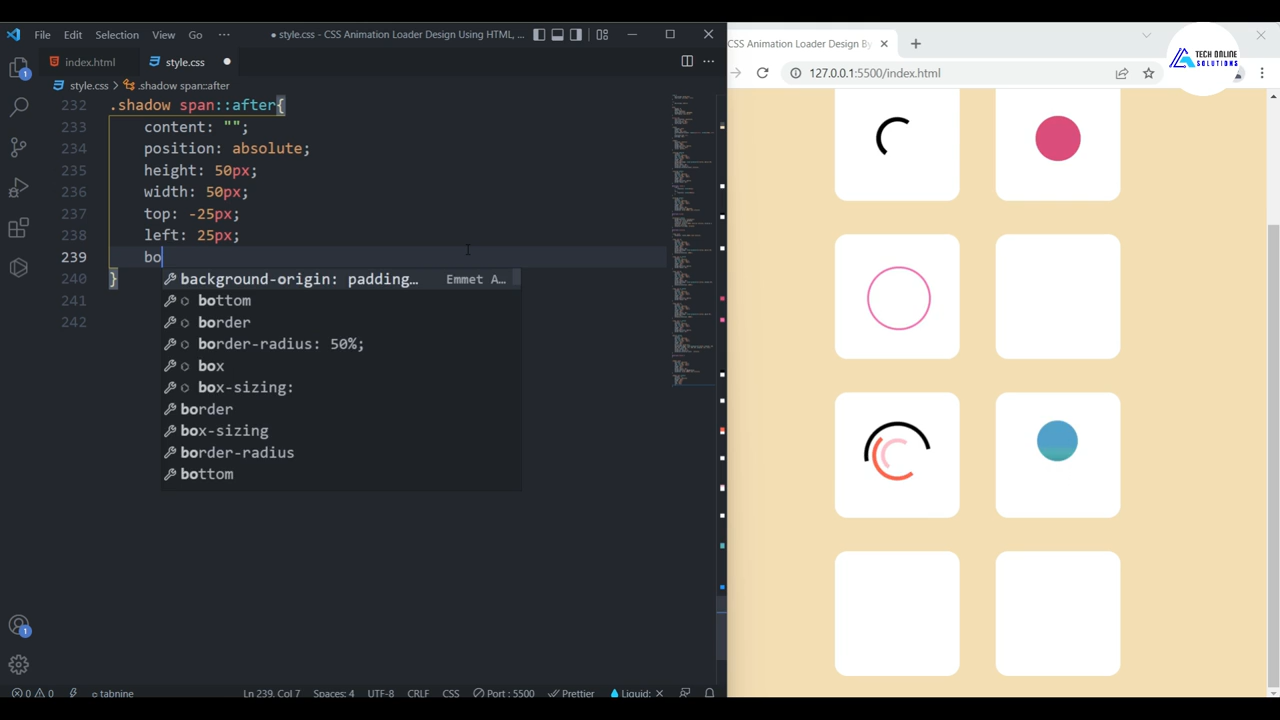 File Edit Selection View Go ··· ● style.css - CSS Animation Loader Design Using HTML, ...
index.html style.css ●
style.css > .shadow span::after
232 .shadow span::after{
233 content: "";
234 position: absolute;
235 height: 50px;
236 width: 50px;
237 top: -25px;
238 left: 25px;
239 bo
240 }
241
242
background-origin: padding… Emmet A…
bottom
border
border-radius: 50%;
box
box-sizing:
border
box-sizing
border-radius
bottom
1
0 0 tabnine Ln 239, Col 7 Spaces: 4 UTF-8 CRLF CSS Port : 5500 Prettier Liquid:
CSS Animation Loader Design By
127.0.0.1:5500/index.html
TECH ONLINE
SOLUTIONS